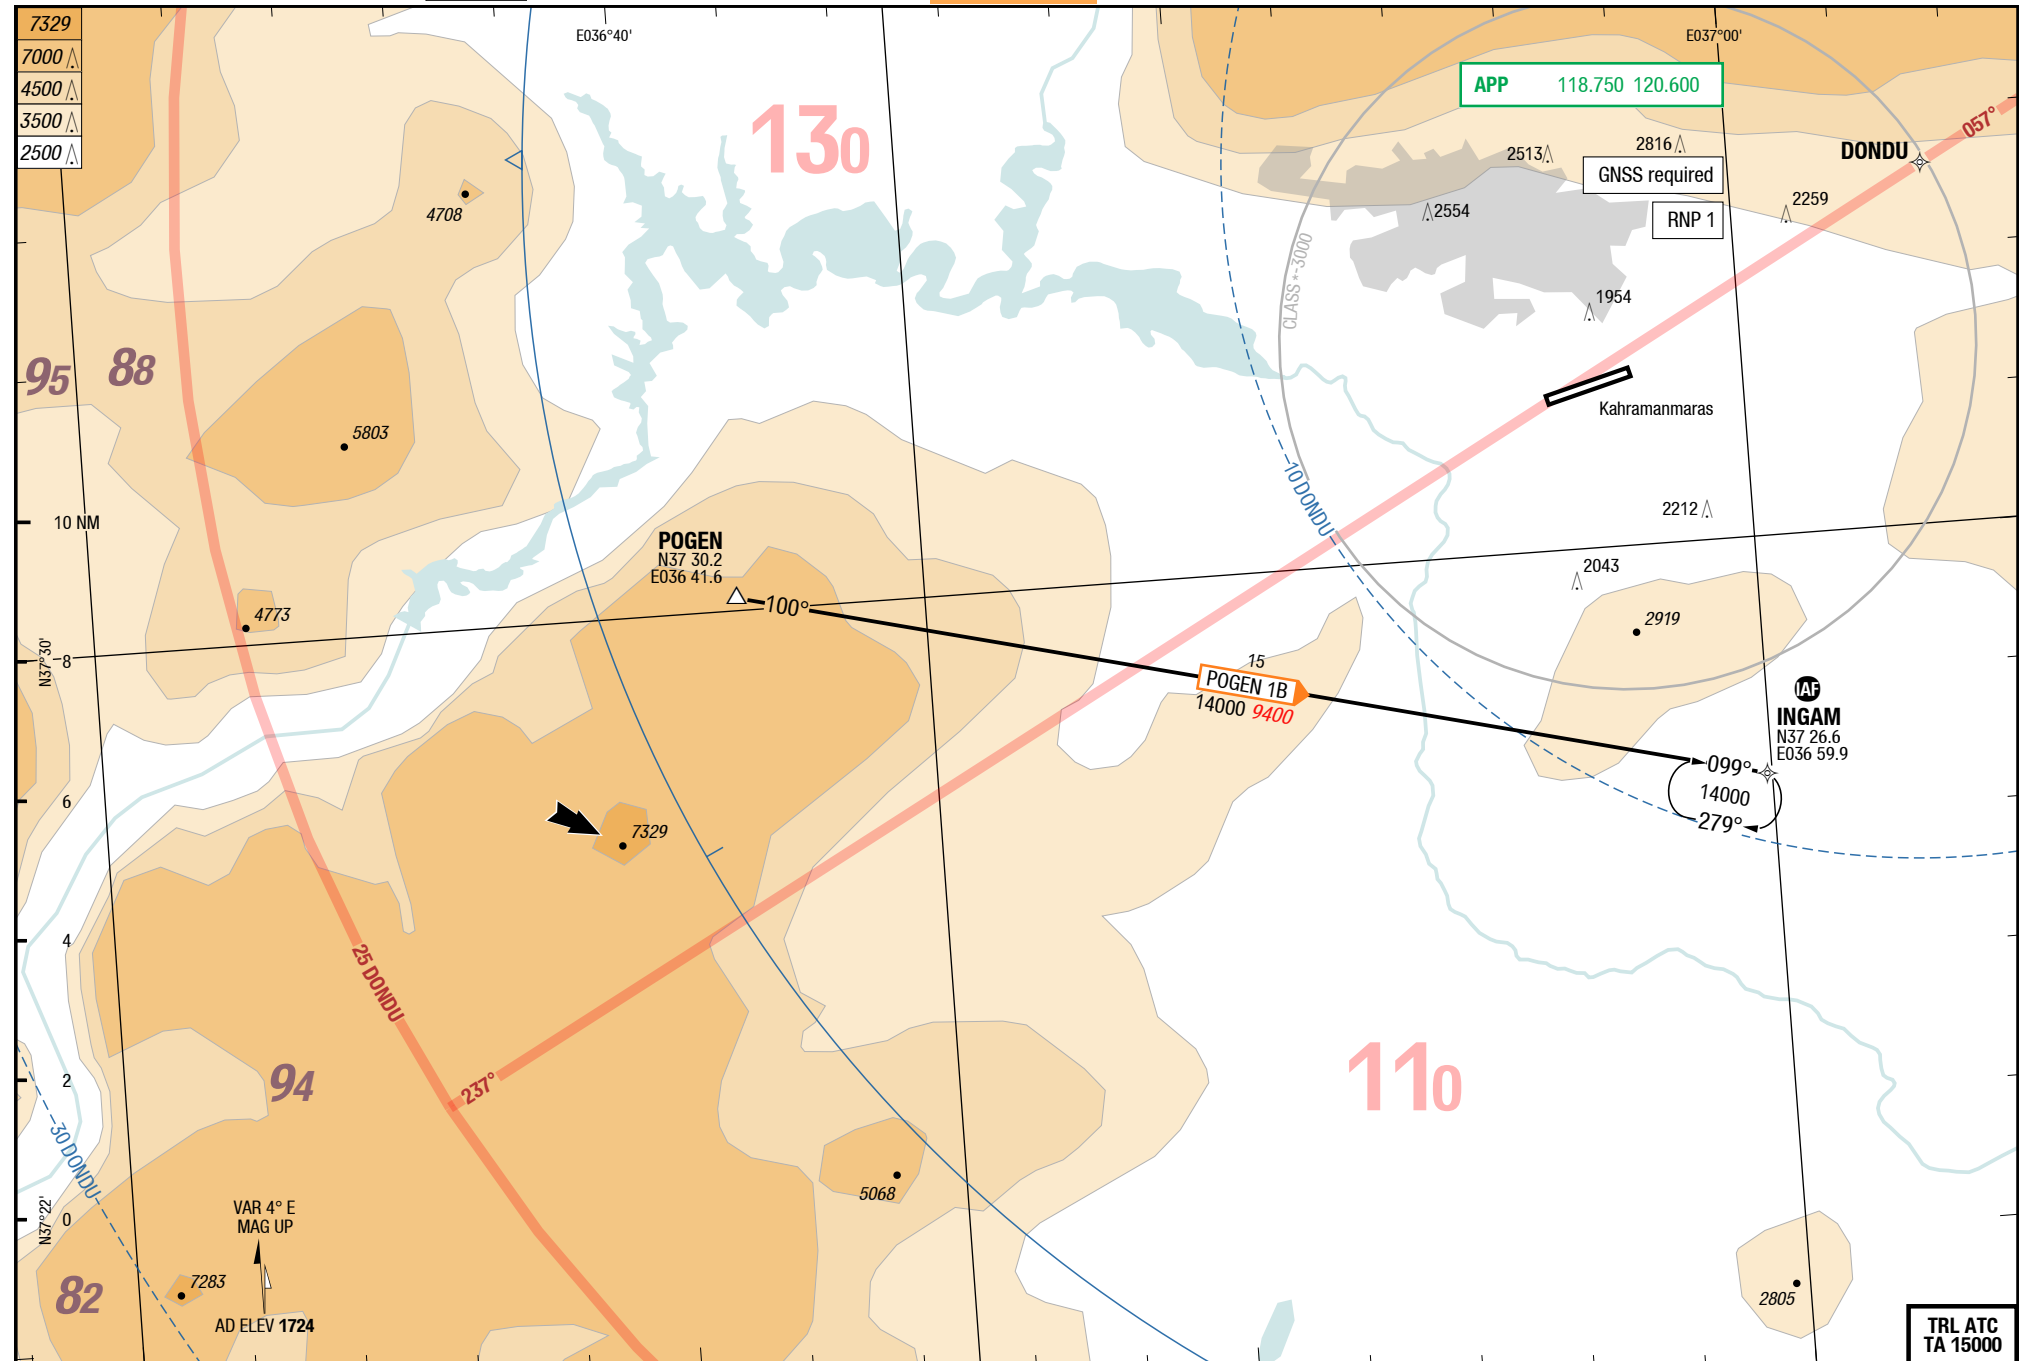 7329
7000
4500
3500
2500
E036°40'
E037°00'
130
APP 118.750 120.600
057°
DONDU
2513
2816
GNSS required
2259
2554
RNP 1
4708
CLASS *-3000
1954
95
88
Kahramanmaras
5803
10 DONDU
2212
10 NM
POGEN
N37 30.2
E036 41.6
100°
2043
4773
2919
N37°30'
8
15
POGEN 1B
14000 9400
IAF
INGAM
N37 26.6
E036 59.9
099°
14000
279°
6
7329
4
25 DONDU
2
94
237°
110
30 DONDU
5068
N37°22'
0
VAR 4° E
MAG UP
7283
82
AD ELEV 1724
2805
TRL ATC
TA 15000